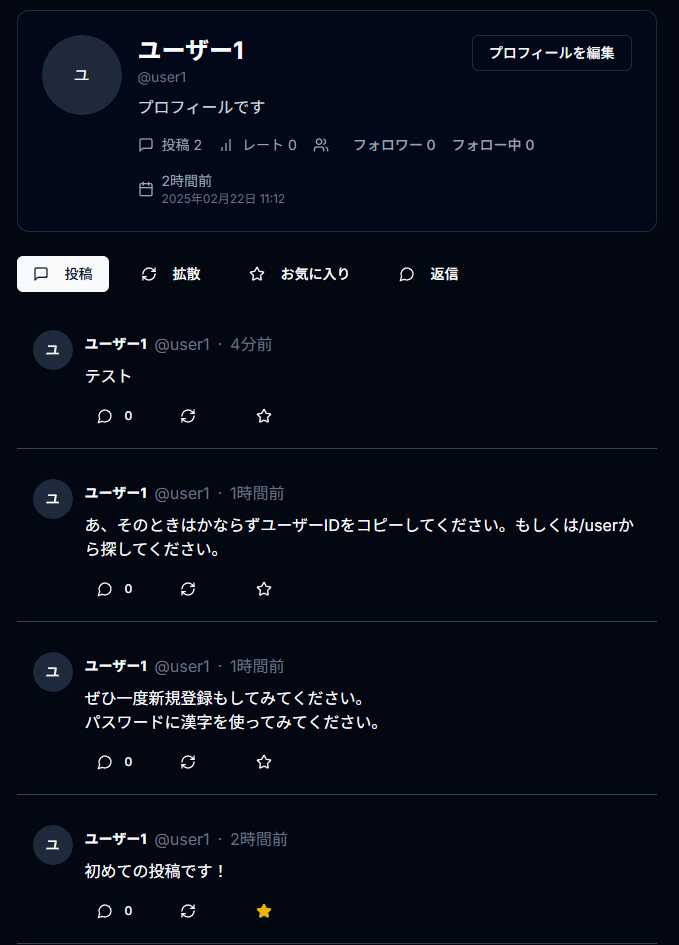 ユ
ユーザー1
プロフィールを編集
@user1
プロフィールです
投稿 2 レート 0 フォロワー 0 フォロー中 0
2時間前
2025年02月22日 11:12
投稿 拡散 お気に入り 返信
ユ
ユーザー1 @user1 · 4分前
テスト
0
ユ
ユーザー1 @user1 · 1時間前
あ、そのときはかならずユーザーIDをコピーしてください。もしくは/userか
ら探してください。
0
ユ
ユーザー1 @user1 · 1時間前
ぜひ一度新規登録もしてみてください。
パスワードに漢字を使ってみてください。
0
ユ
ユーザー1 @user1 · 2時間前
初めての投稿です！
0